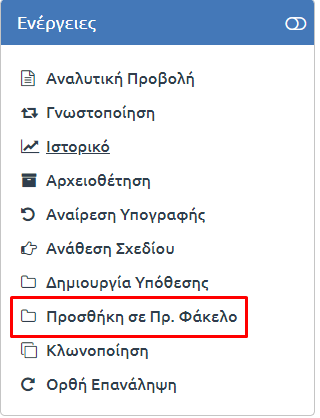 Ενέργειες
Αναλυτική Προβολή
Γνωστοποίηση
Ιστορικό
Αρχειοθέτηση
Αναίρεση Υπογραφής
Ανάθεση Σχεδίου
Δημιουργία Υπόθεσης
Προσθήκη σε Πρ. Φάκελο
Κλωνοποίηση
Ορθή Επανάληψη